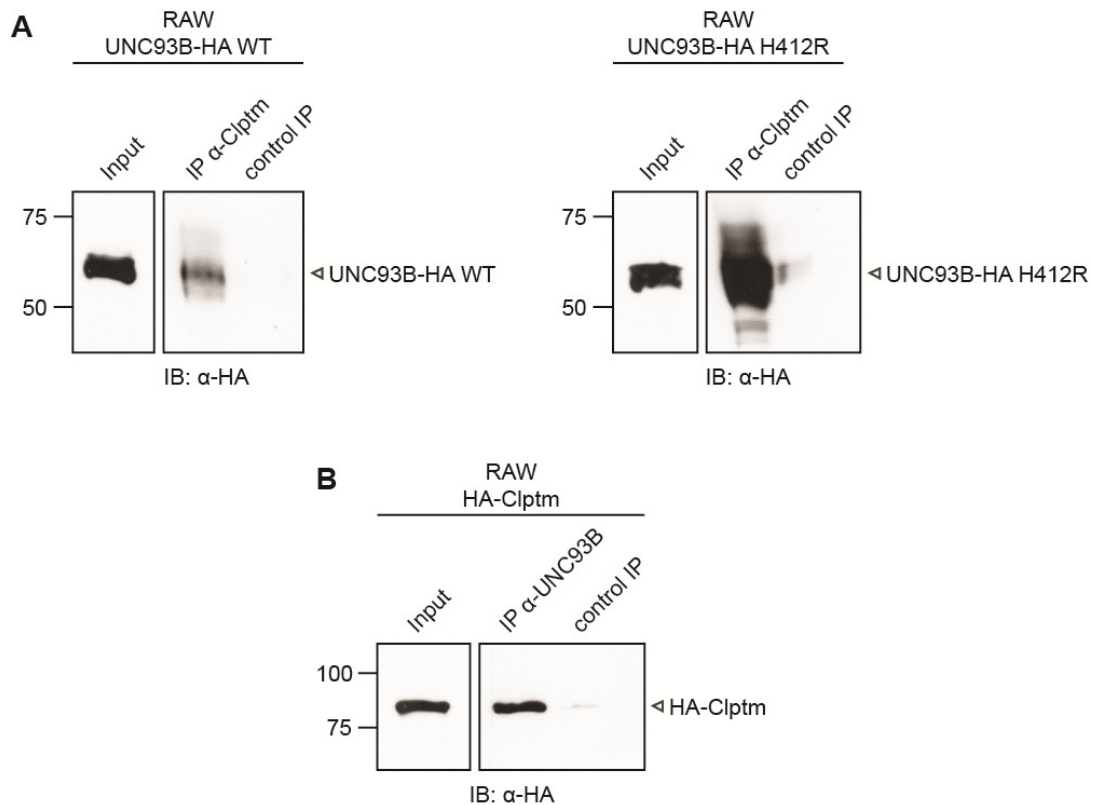 A
RAW
UNC93B-HA WT
Input
IP α-Clptm
control IP
75
50
UNC93B-HA WT
IB: α-HA
RAW
UNC93B-HA H412R
Input
IP α-Clptm
control IP
75
50
UNC93B-HA H412R
IB: α-HA
B
RAW
HA-Clptm
Input
IP α-UNC93B
control IP
100
75
HA-Clptm
IB: α-HA